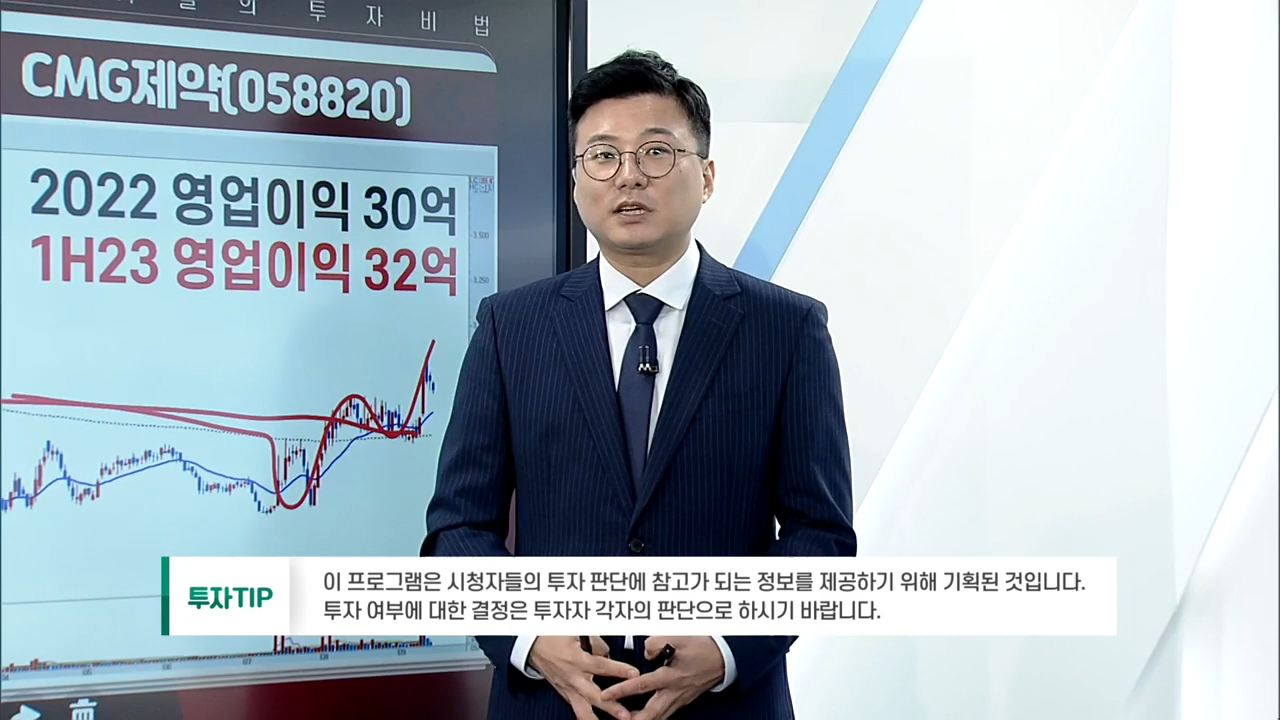 의 투 자 비 법
CMG제약(058820)
2022 영업이익 30억
1H23 영업이익 32억
3,500
3,250
투자TIP
이 프로그램은 시청자들의 투자 판단에 참고가 되는 정보를 제공하기 위해 기획된 것입니다.
투자 여부에 대한 결정은 투자자 각자의 판단으로 하시기 바랍니다.